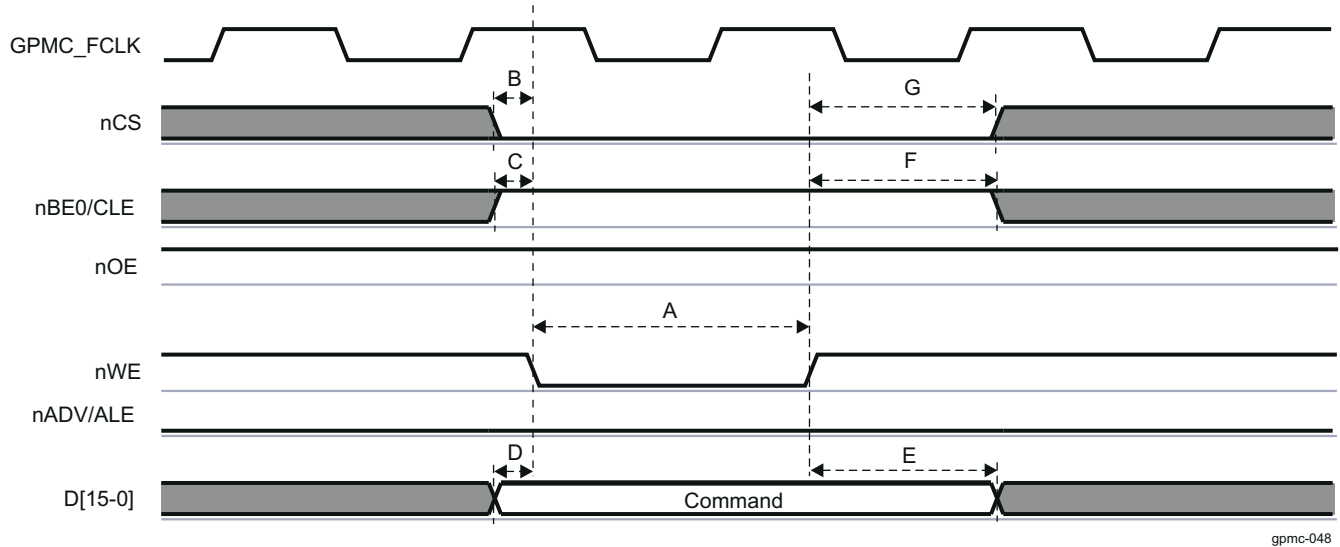 GPMC_FCLK
B
G
nCS
C
F
nBE0/CLE
nOE
A
nWE
nADV/ALE
D
E
D[15-0]
Command
gpmc-048